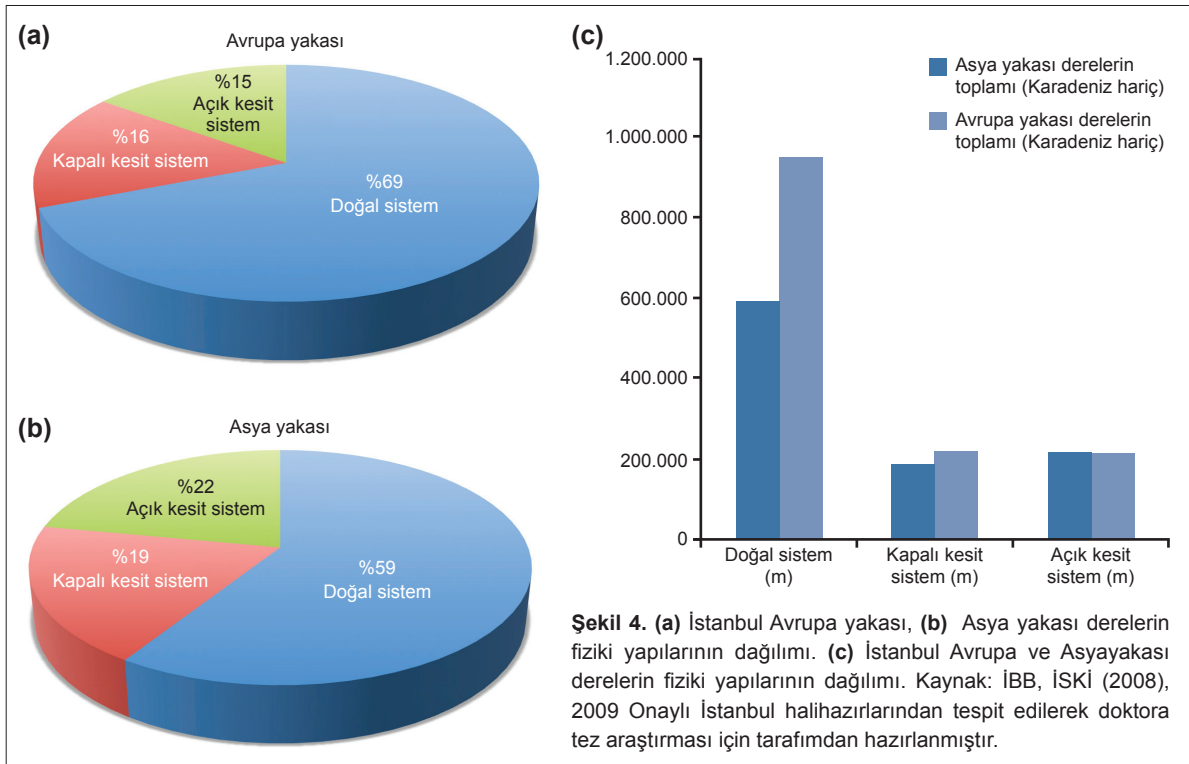 (a)
Avrupa yakası
%15
Açık kesit
sistem
%16
Kapalı kesit sistem
%69
Doğal sistem
(b)
Asya yakası
%22
Açık kesit sistem
%19
Kapalı kesit sistem
%59
Doğal sistem
(c)
1.200.000
1.000.000
800.000
600.000
400.000
200.000
0
Asya yakası derelerin
toplamı (Karadeniz hariç)
Avrupa yakası derelerin
toplamı (Karadeniz hariç)
Doğal sistem
(m)
Kapalı kesit
sistem (m)
Açık kesit
sistem (m)
Şekil 4. (a) İstanbul Avrupa yakası, (b) Asya yakası derelerin
fiziki yapılarının dağılımı. (c) İstanbul Avrupa ve Asyayakası
derelerin fiziki yapılarının dağılımı. Kaynak: İBB, İSKİ (2008),
2009 Onaylı İstanbul halihazırlarından tespit edilerek doktora
tez araştırması için tarafımdan hazırlanmıştır.